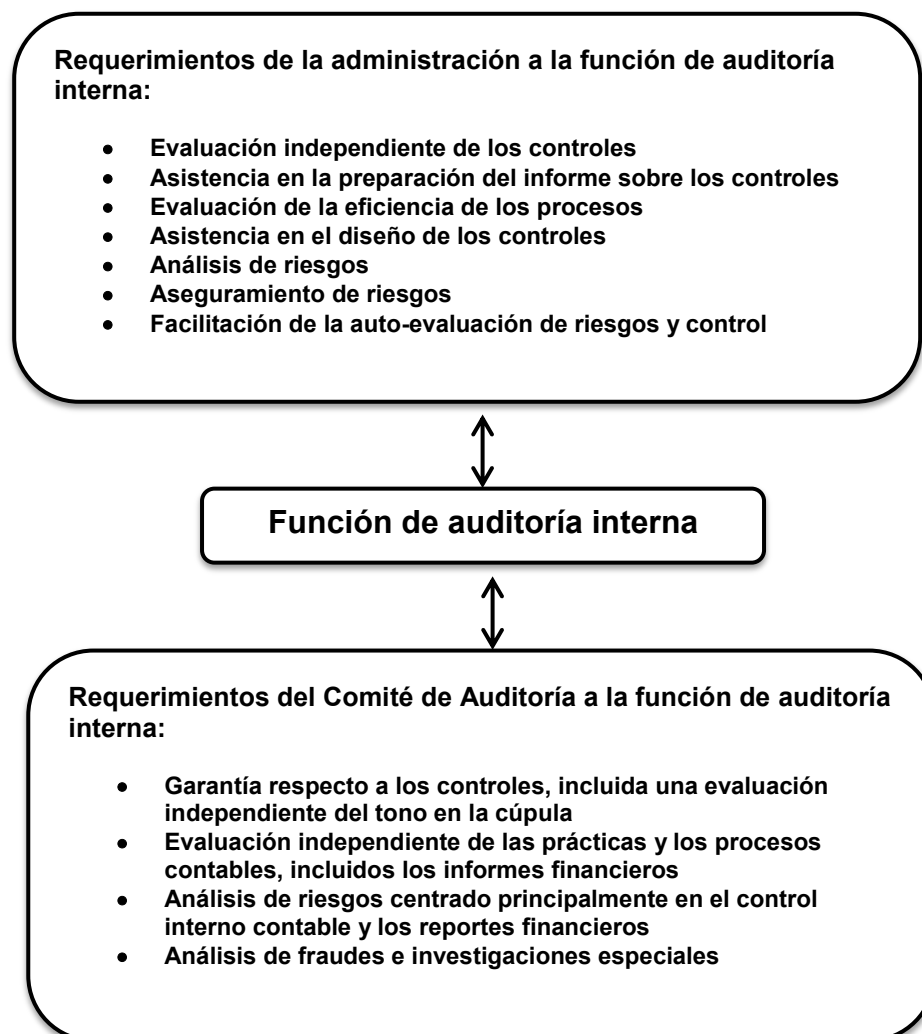 Requerimientos de la administración a la función de auditoría
interna:
• Evaluación independiente de los controles
• Asistencia en la preparación del informe sobre los controles
• Evaluación de la eficiencia de los procesos
• Asistencia en el diseño de los controles
• Análisis de riesgos
• Aseguramiento de riesgos
• Facilitación de la auto-evaluación de riesgos y control
Función de auditoría interna
Requerimientos del Comité de Auditoría a la función de auditoría
interna:
• Garantía respecto a los controles, incluida una evaluación
independiente del tono en la cúpula
• Evaluación independiente de las prácticas y los procesos
contables, incluidos los informes financieros
• Análisis de riesgos centrado principalmente en el control
interno contable y los reportes financieros
• Análisis de fraudes e investigaciones especiales